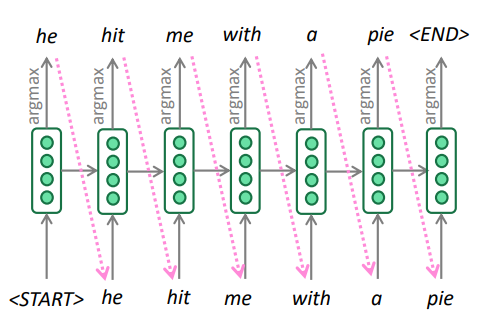 he hit me with a pie <END>
argmax argmax argmax argmax argmax argmax argmax
<START> he hit me with a pie